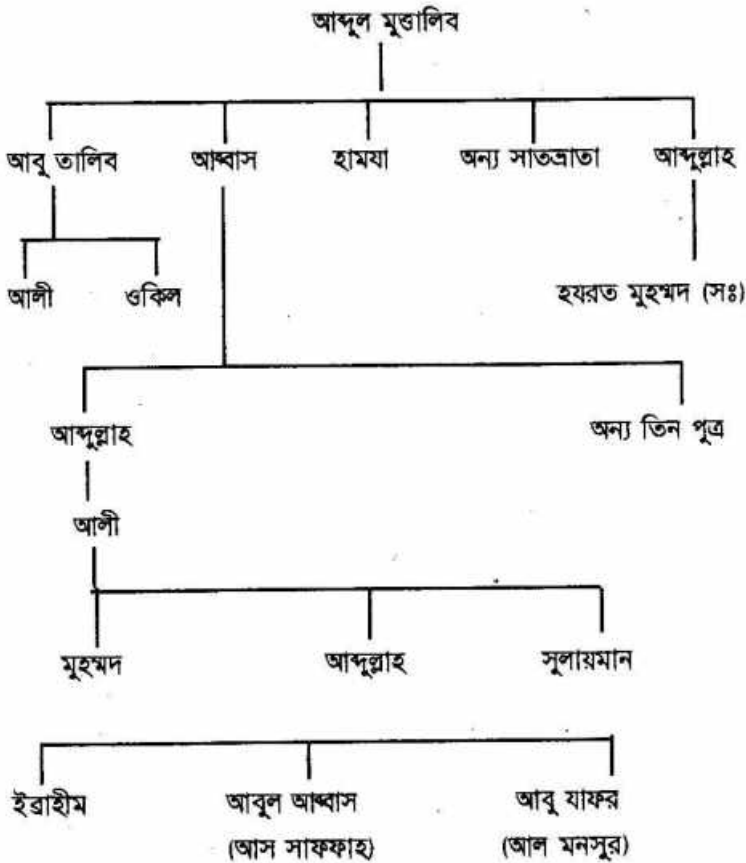 আব্দুল মুত্তালিব
আবু তালিব আব্বাস হামযা অন্য সাতভ্রাতা আব্দুল্লাহ
আলী ওকিল হযরত মুহম্মদ (সঃ)
আব্দুল্লাহ অন্য তিন পুত্র
আলী
মুহম্মদ আব্দুল্লাহ সুলায়মান
ইব্রাহীম আবুল আব্বাস আবু যাফর
(আস সাফফাহ) (আল মনসুর)